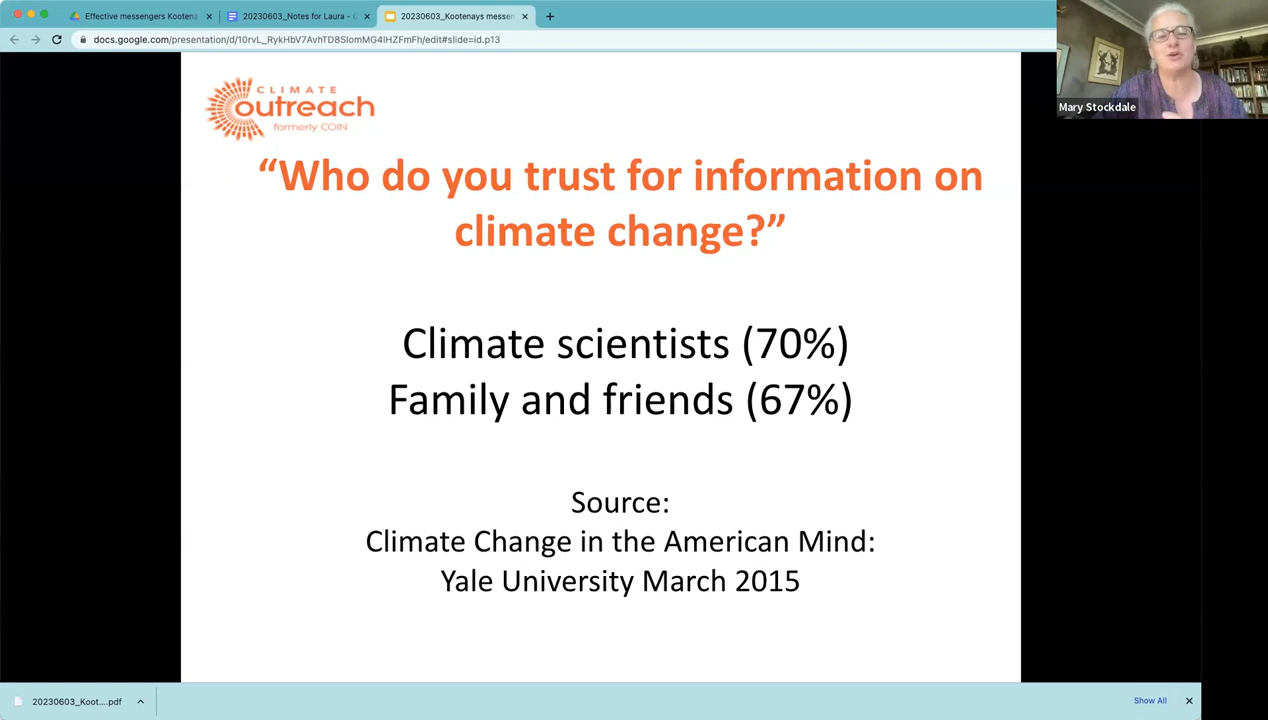 Effective messengers Kootena
20230603_Notes for Laura - G
20230603_Kootenays messen
docs.google.com/presentation/d/10rvL_RykHbV7AvhTD8SIomMG4IHZFmFh/edit#slide=id.p13
Mary Stockdale
CLIMATE
outreach
formerly COIN
“Who do you trust for information on
climate change?”
Climate scientists (70%)
Family and friends (67%)
Source:
Climate Change in the American Mind:
Yale University March 2015
20230603_Koot....pdf
Show All